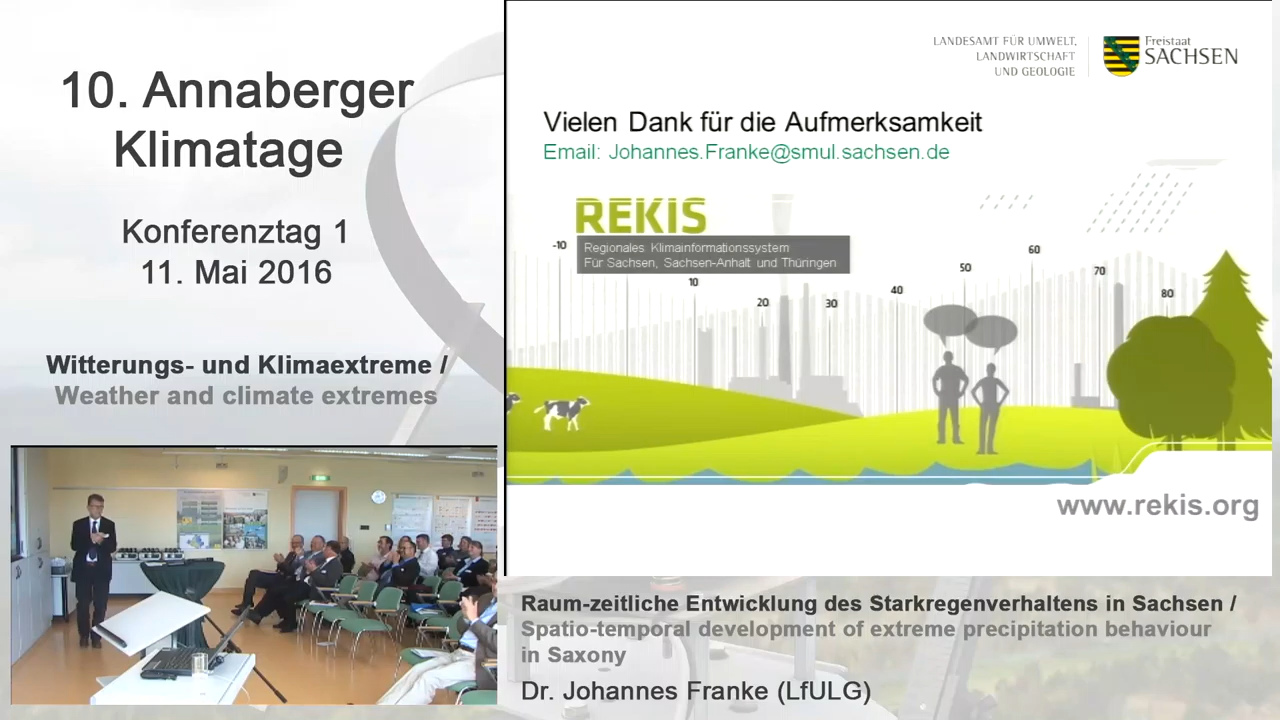 10. Annaberger
Klimatage
Konferenztag 1
11. Mai 2016
Witterungs- und Klimaextreme /
Weather and climate extremes
LANDESAMT FÜR UMWELT,
LANDWIRTSCHAFT
UND GEOLOGIE
Freistaat
SACHSEN
Vielen Dank für die Aufmerksamkeit
Email: Johannes.Franke@smul.sachsen.de
REKIS
Regionales Klimainformationssystem
Für Sachsen, Sachsen-Anhalt und Thüringen
-10
10
20
30
40
50
60
70
80
www.rekis.org
Raum-zeitliche Entwicklung des Starkregenverhaltens in Sachsen /
Spatio-temporal development of extreme precipitation behaviour
in Saxony
Dr. Johannes Franke (LfULG)